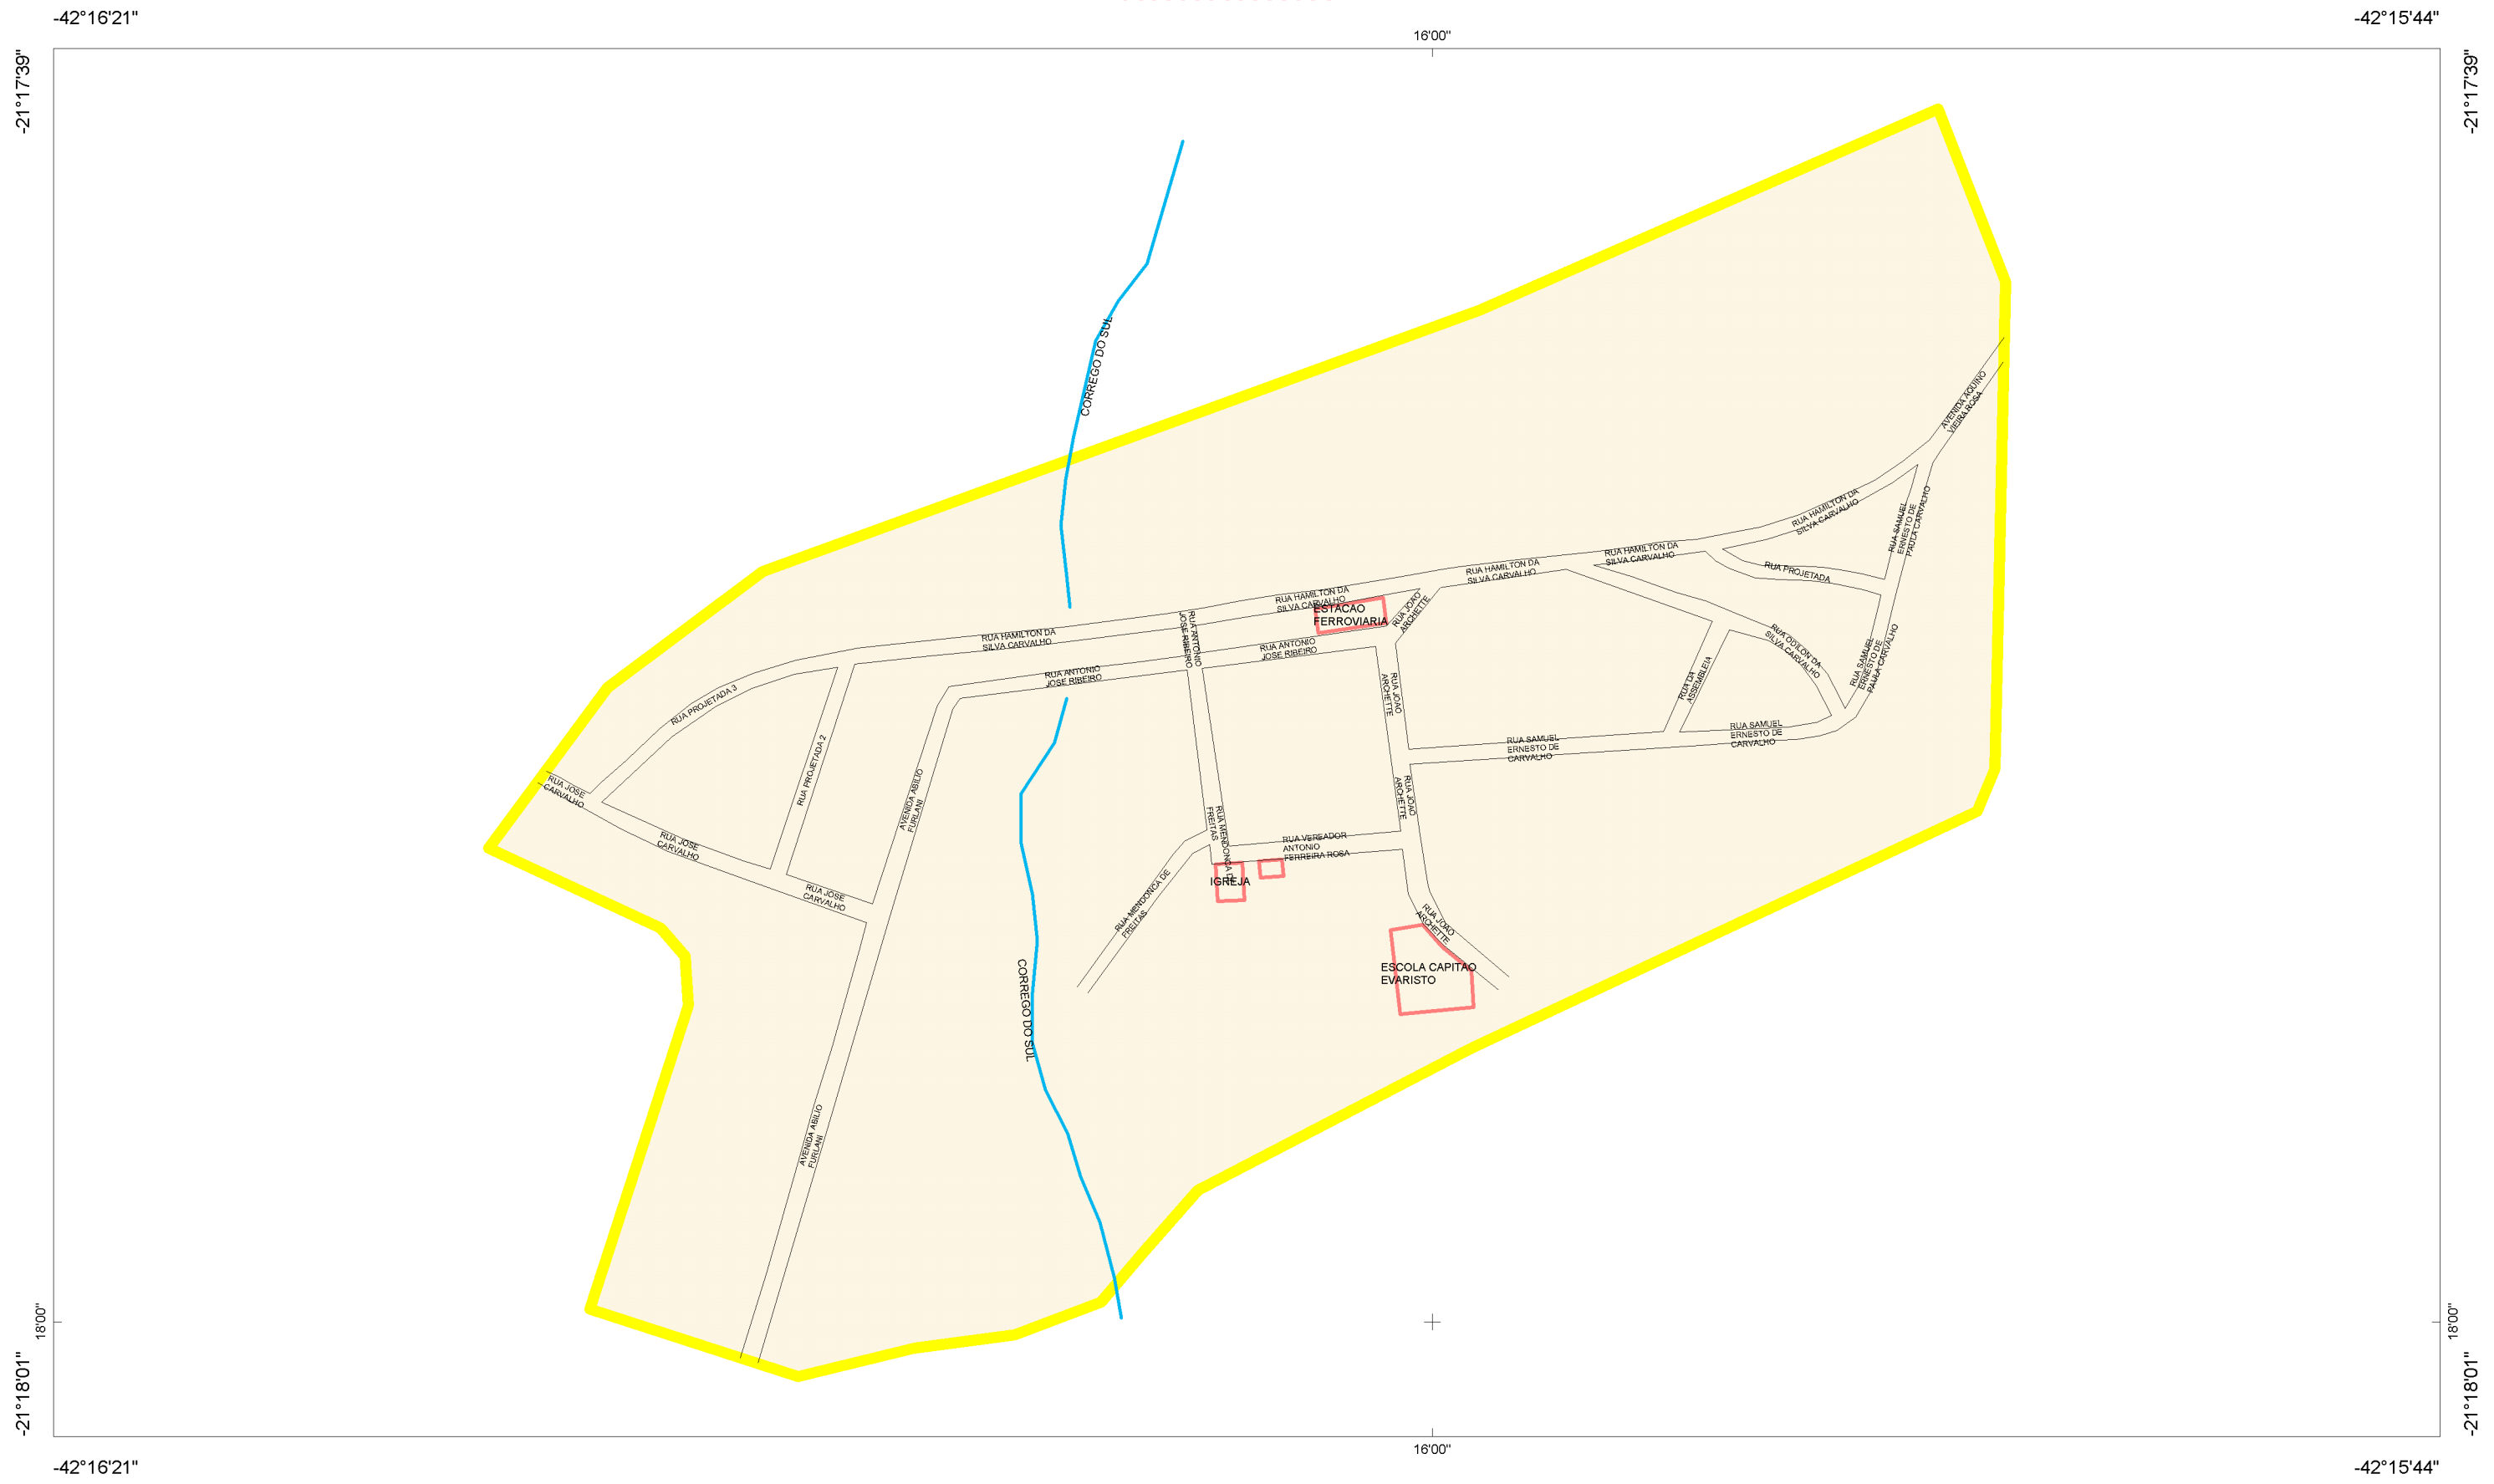 -42°16'21"
-42°15'44"
16'00"
-21°17'39"
-21°17'39"
CORREGO DO SUL
AVENIDA AQUINO
VIEIRA ROSA
RUA HAMILTON DA
SILVA CARVALHO
RUA SAMUEL
ERNESTO DE
PAULA CARVALHO
RUA HAMILTON DA
SILVA CARVALHO
RUA HAMILTON DA
SILVA CARVALHO
RUA PROJETADA
RUA HAMILTON DA
SILVA CARVALHO
ESTACAO
FERROVIARIA
RUA JOAO
ARCHETTE
RUA ANTONIO
JOSE RIBEIRO
RUA HAMILTON DA
SILVA CARVALHO
RUA ANTONIO
JOSE RIBEIRO
RUA ANTONIO
JOSE RIBEIRO
RUA ODILON DA
SILVA CARVALHO
RUA SAMUEL
ERNESTO DE
PAULA CARVALHO
RUA DA
ASSEMBLEIA
RUA JOAO
ARCHETTE
RUA PROJETADA 3
RUA PROJETADA 2
RUA SAMUEL
ERNESTO DE
CARVALHO
RUA SAMUEL
ERNESTO DE
CARVALHO
RUA JOSE
CARVALHO
AVENIDA ABILIO
FURLANI
RUA JOAO
ARCHETTE
RUA MENDONCA DE
FREITAS
RUA VEREADOR
ANTONIO
FERREIRA ROSA
RUA JOSE
CARVALHO
IGREJA
RUA JOSE
CARVALHO
RUA MENDONCA DE
FREITAS
RUA JOAO
ARCHETTE
ESCOLA CAPITAO
EVARISTO
CORREGO DO SUL
AVENIDA ABILIO
FURLANI
18'00"
18'00"
-21°18'01"
-21°18'01"
16'00"
-42°16'21"
-42°15'44"